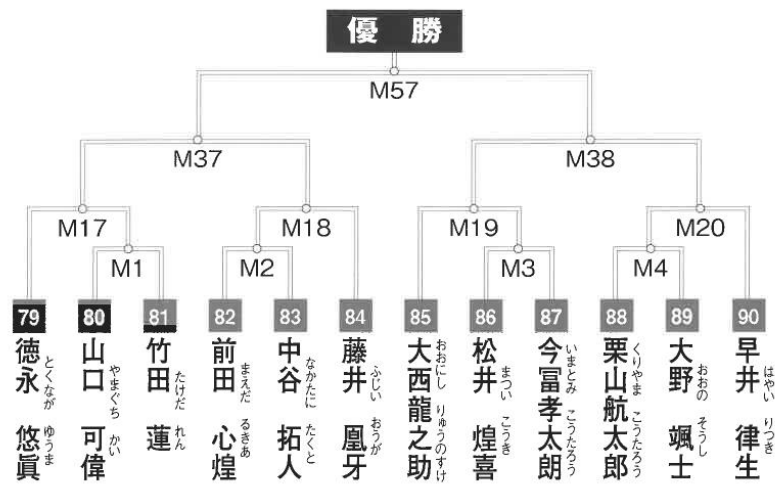 優 勝
M57
M37
M38
M17
M18
M19
M20
M1
M2
M3
M4
79
80
81
82
83
84
85
86
87
88
89
90
徳永 悠眞
とくなが ゆうま
山口 可偉
やまぐち かい
竹田 蓮
たけだ れん
前田 心煌
まえだ るきあ
中谷 拓人
なかたに たくと
藤井 凰牙
ふじい おうが
大西龍之助
おおにし りゅうのすけ
松井 煌喜
まつい こうき
今冨孝太朗
いまとみ こうたろう
栗山航太郎
くりやま こうたろう
大野 颯士
おおの そうし
早井 律生
はやい りつき